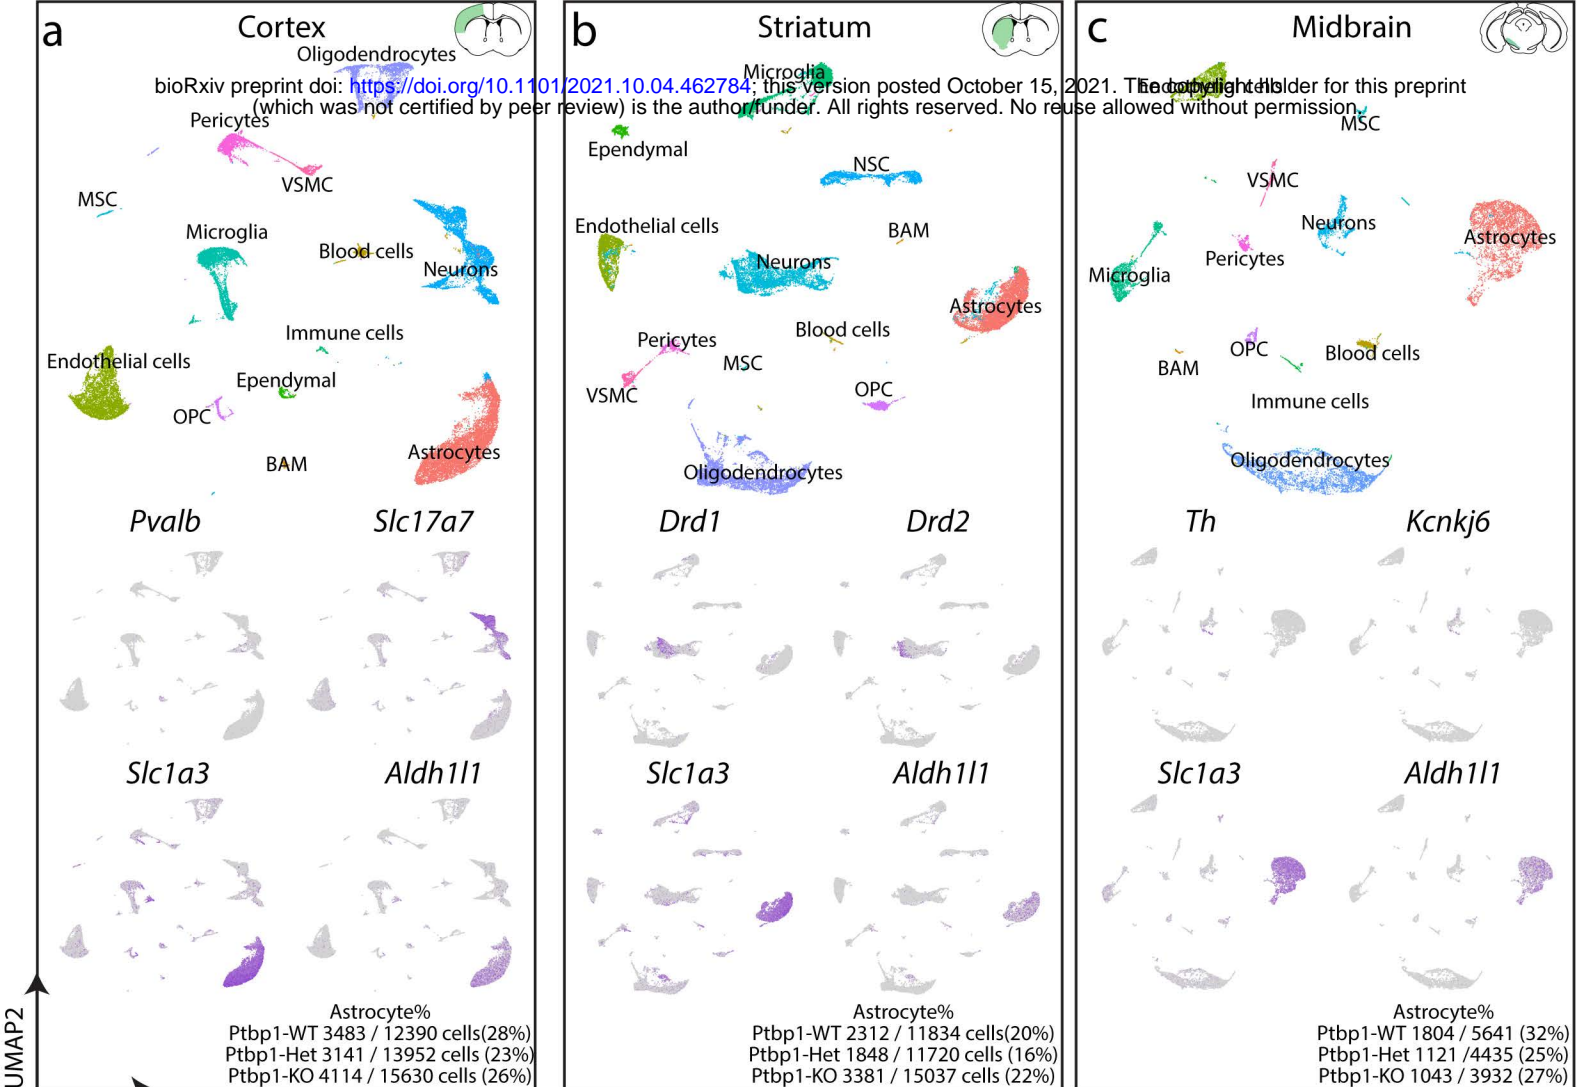 a
Cortex
Oligodendrocytes
Pericytes
VSMC
MSC
Microglia
Blood cells
Neurons
Immune cells
Endothelial cells
Ependymal
OPC
Astrocytes
BAM
Pvalb
Slc17a7
Slc1a3
Aldh1l1
Astrocyte%
Ptbp1-WT 3483 / 12390 cells(28%)
Ptbp1-Het 3141 / 13952 cells (23%)
Ptbp1-KO 4114 / 15630 cells (26%)
UMAP2
b
Striatum
Microglia
Ependymal
NSC
Endothelial cells
BAM
Neurons
Astrocytes
Blood cells
Pericytes
MSC
VSMC
OPC
Oligodendrocytes
Drd1
Drd2
Slc1a3
Aldh1l1
Astrocyte%
Ptbp1-WT 2312 / 11834 cells(20%)
Ptbp1-Het 1848 / 11720 cells (16%)
Ptbp1-KO 3381 / 15037 cells (22%)
c
Midbrain
Endothelial cells
MSC
VSMC
Neurons
Astrocytes
Pericytes
Microglia
OPC
Blood cells
BAM
Immune cells
Oligodendrocytes
Th
Kcnkj6
Slc1a3
Aldh1l1
Astrocyte%
Ptbp1-WT 1804 / 5641 (32%)
Ptbp1-Het 1121 /4435 (25%)
Ptbp1-KO 1043 / 3932 (27%)
bioRxiv preprint doi: https://doi.org/10.1101/2021.10.04.462784; this version posted October 15, 2021. The copyright holder for this preprint
(which was not certified by peer review) is the author/funder. All rights reserved. No reuse allowed without permission.